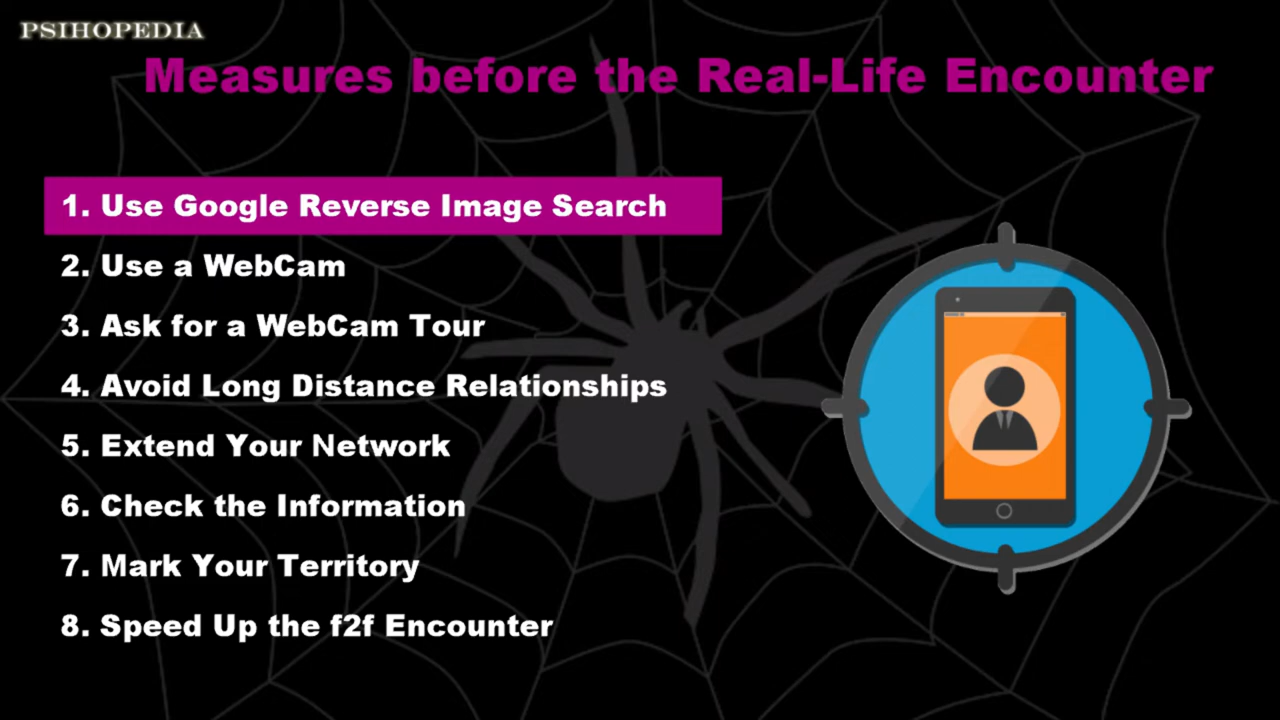 PSIHOPEDIA
Measures before the Real-Life Encounter
1. Use Google Reverse Image Search
2. Use a WebCam
3. Ask for a WebCam Tour
4. Avoid Long Distance Relationships
5. Extend Your Network
6. Check the Information
7. Mark Your Territory
8. Speed Up the f2f Encounter